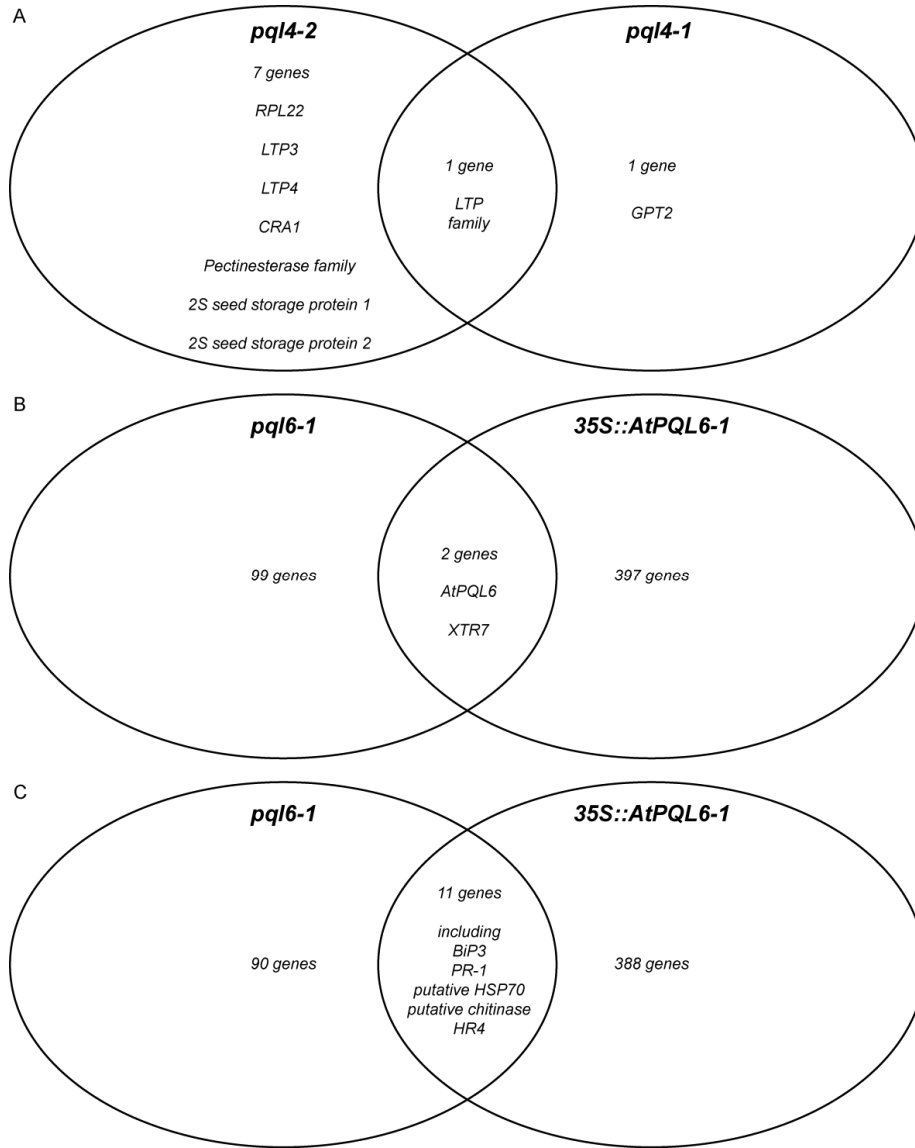 A
pql4-2
pql4-1
7 genes
RPL22
LTP3
LTP4
CRA1
Pectinesterase family
2S seed storage protein 1
2S seed storage protein 2
1 gene
LTP
family
1 gene
GPT2
B
pql6-1
35S::AtPQL6-1
99 genes
2 genes
AtPQL6
XTR7
397 genes
C
pql6-1
35S::AtPQL6-1
90 genes
11 genes
including
BiP3
PR-1
putative HSP70
putative chitinase
HR4
388 genes